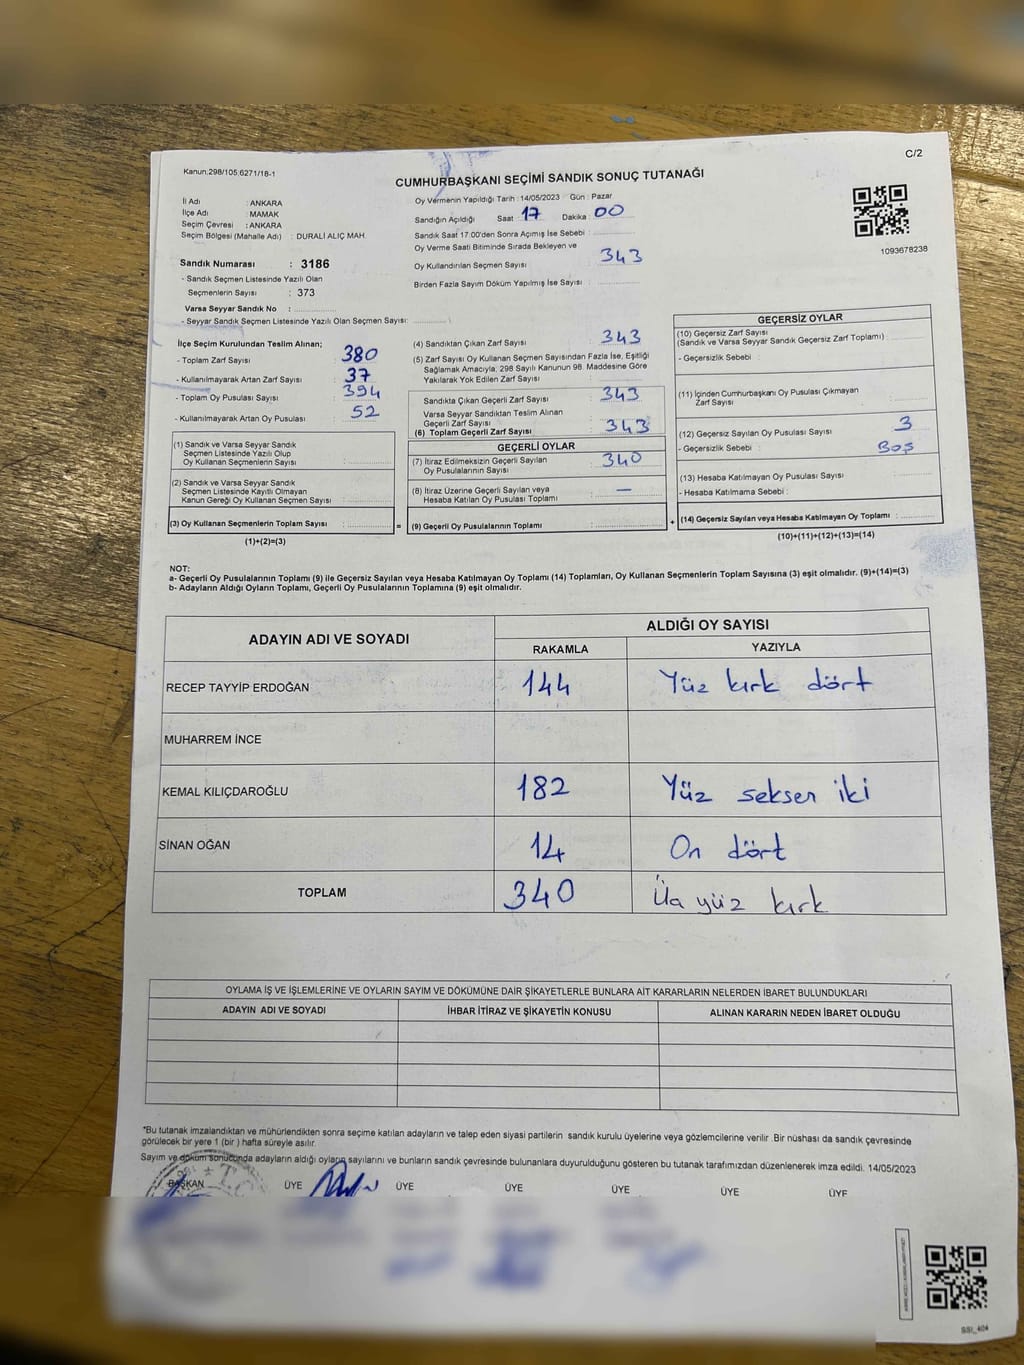 C/2
Kanun.298/105.6271/18-1
CUMHURBAŞKANI SEÇİMİ SANDIK SONUÇ TUTANAĞI
İl Adı : ANKARA
İlçe Adı : MAMAK
Seçim Çevresi : ANKARA
Seçim Bölgesi (Mahalle Adı) : DURALİ ALIÇ MAH.
Sandık Numarası : 3186
- Sandık Seçmen Listesinde Yazılı Olan
Seçmenlerin Sayısı : 373
Varsa Seyyar Sandık No :
- Seyyar Sandık Seçmen Listesinde Yazılı Olan Seçmen Sayısı:
Oy Vermenin Yapıldığı Tarih :14/05/2023 Gün : Pazar
Sandığın Açıldığı Saat 17 Dakika 00
Sandık Saat 17:00'den Sonra Açımış İse Sebebi :
Oy Verme Saati Bitiminde Sırada Bekleyen ve
Oy Kullandırılan Seçmen Sayısı 343
Birden Fazla Sayım Döküm Yapılmış İse Sayısı :
1093678238
İlçe Seçim Kurulundan Teslim Alınan;
- Toplam Zarf Sayısı : 380
- Kullanılmayarak Artan Zarf Sayısı : 37
- Toplam Oy Pusulası Sayısı : 394
- Kullanılmayarak Artan Oy Pusulası : 52
(1) Sandık ve Varsa Seyyar Sandık
Seçmen Listesinde Yazılı Olup
Oy Kullanan Seçmenlerin Sayısı :
(2) Sandık ve Varsa Seyyar Sandık
Seçmen Listesinde Kayıtlı Olmayan
Kanun Gereği Oy Kullanan Seçmen Sayısı :
(3) Oy Kullanan Seçmenlerin Toplam Sayısı : =
(1)+(2)=(3)
(4) Sandıktan Çıkan Zarf Sayısı : 343
(5) Zarf Sayısı Oy Kullanan Seçmen Sayısından Fazla İse, Eşitliği
Sağlamak Amacıyla, 298 Sayılı Kanunun 98. Maddesine Göre
Yakılarak Yok Edilen Zarf Sayısı :
Sandıkta Çıkan Geçerli Zarf Sayısı : 343
Varsa Seyyar Sandıktan Teslim Alınan
Geçerli Zarf Sayısı :
(6) Toplam Geçerli Zarf Sayısı : 343
GEÇERLİ OYLAR
(7) İtiraz Edilmeksizin Geçerli Sayılan
Oy Pusulalarının Sayısı : 340
(8) İtiraz Üzerine Geçerli Sayılan veya
Hesaba Katılan Oy Pusulası Toplamı : —
(9) Geçerli Oy Pusulalarının Toplamı : +
GEÇERSİZ OYLAR
(10) Geçersiz Zarf Sayısı
(Sandık ve Varsa Seyyar Sandık Geçersiz Zarf Toplamı) :
- Geçersizlik Sebebi :
(11) İçinden Cumhurbaşkanı Oy Pusulası Çıkmayan
Zarf Sayısı :
(12) Geçersiz Sayılan Oy Pusulası Sayısı : 3
- Geçersizlik Sebebi : Boş
(13) Hesaba Katılmayan Oy Pusulası Sayısı :
- Hesaba Katılmama Sebebi :
(14) Geçersiz Sayılan veya Hesaba Katılmayan Oy Toplamı :
(10)+(11)+(12)+(13)=(14)
NOT:
a- Geçerli Oy Pusulalarının Toplamı (9) ile Geçersiz Sayılan veya Hesaba Katılmayan Oy Toplamı (14) Toplamları, Oy Kullanan Seçmenlerin Toplam Sayısına (3) eşit olmalıdır. (9)+(14)=(3)
b- Adayların Aldığı Oyların Toplamı, Geçerli Oy Pusulalarının Toplamına (9) eşit olmalıdır.
ADAYIN ADI VE SOYADI ALDIĞI OY SAYISI
RAKAMLA YAZIYLA
RECEP TAYYİP ERDOĞAN 144 Yüz kırk dört
MUHARREM İNCE
KEMAL KILIÇDAROĞLU 182 Yüz seksen iki
SİNAN OĞAN 14 On dört
TOPLAM 340 Üç yüz kırk
OYLAMA İŞ VE İŞLEMLERİNE VE OYLARIN SAYIM VE DÖKÜMÜNE DAİR ŞİKAYETLERLE BUNLARA AİT KARARLARIN NELERDEN İBARET BULUNDUKLARI
ADAYIN ADI VE SOYADI İHBAR İTİRAZ VE ŞİKAYETİN KONUSU ALINAN KARARIN NEDEN İBARET OLDUĞU
*Bu tutanak imzalandıktan ve mühürlendikten sonra seçime katılan adayların ve talep eden siyasi partilerin sandık kurulu üyelerine veya gözlemcilerine verilir .Bir nüshası da sandık çevresinde
görülecek bir yere 1 (bir ) hafta süreyle asılır.
Sayım ve döküm sonucunda adayların aldığı oyların sayılarını ve bunların sandık çevresinde bulunanlara duyurulduğunu gösteren bu tutanak tarafımızdan düzenlenerek imza edildi. 14/05/2023
BAŞKAN ÜYE ÜYE ÜYE ÜYE ÜYE ÜYE